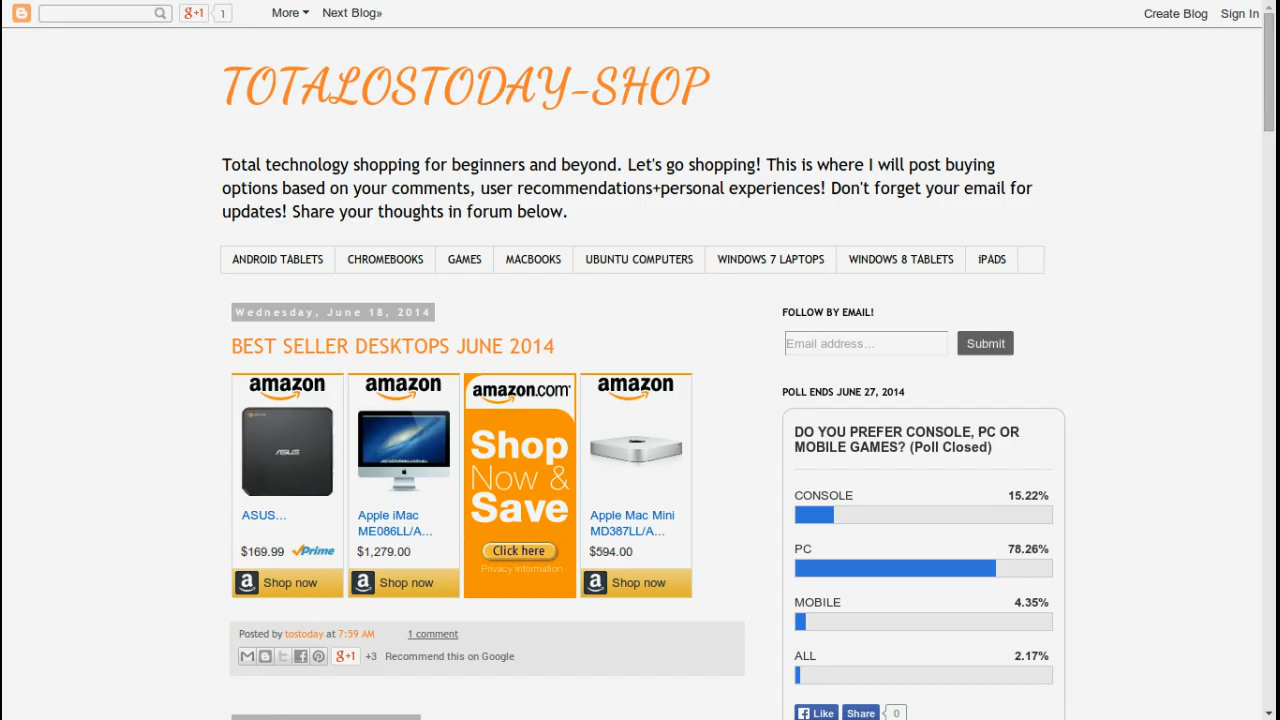 g+1 1 More Next Blog» Create Blog Sign In
TOTALOSTODAY-SHOP
Total technology shopping for beginners and beyond. Let's go shopping! This is where I will post buying
options based on your comments, user recommendations+personal experiences! Don't forget your email for
updates! Share your thoughts in forum below.
ANDROID TABLETS CHROMEBOOKS GAMES MACBOOKS UBUNTU COMPUTERS WINDOWS 7 LAPTOPS WINDOWS 8 TABLETS iPADS
Wednesday, June 18, 2014
BEST SELLER DESKTOPS JUNE 2014
amazon
ASUS
ASUS...
$169.99 Prime
a Shop now
amazon
Apple iMac
ME086LL/A...
$1,279.00
a Shop now
amazon.com
Shop
Now &
Save
Click here
Privacy Information
amazon
Apple Mac Mini
MD387LL/A...
$594.00
a Shop now
Posted by tostoday at 7:59 AM 1 comment
g+1 +3 Recommend this on Google
FOLLOW BY EMAIL!
Email address... Submit
POLL ENDS JUNE 27, 2014
DO YOU PREFER CONSOLE, PC OR
MOBILE GAMES? (Poll Closed)
CONSOLE 15.22%
PC 78.26%
MOBILE 4.35%
ALL 2.17%
Like Share 0